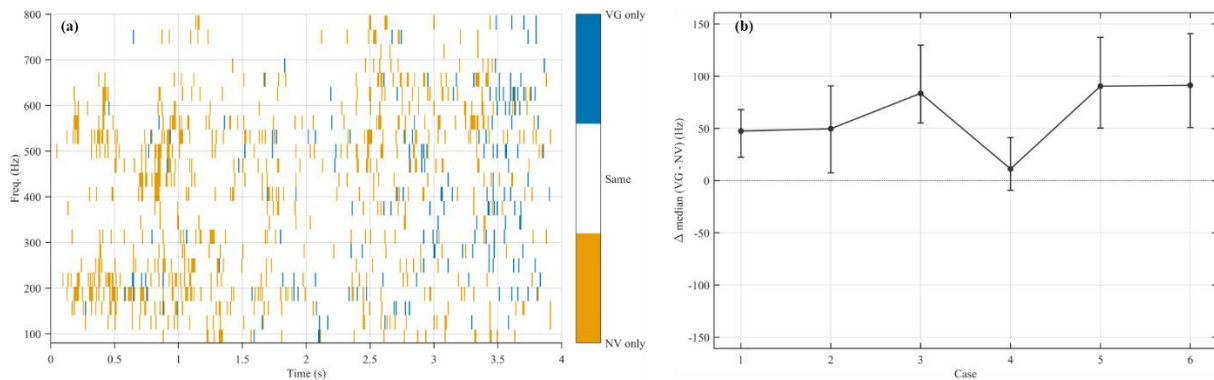 (a)
800
700
600
500
400
300
200
100
Freq. (Hz)
0 0.5 1 1.5 2 2.5 3 3.5 4
Time (s)
VG only
Same
NV only
(b)
150
100
50
0
-50
-100
-150
Δ median (VG - NV) (Hz)
1 2 3 4 5 6
Case